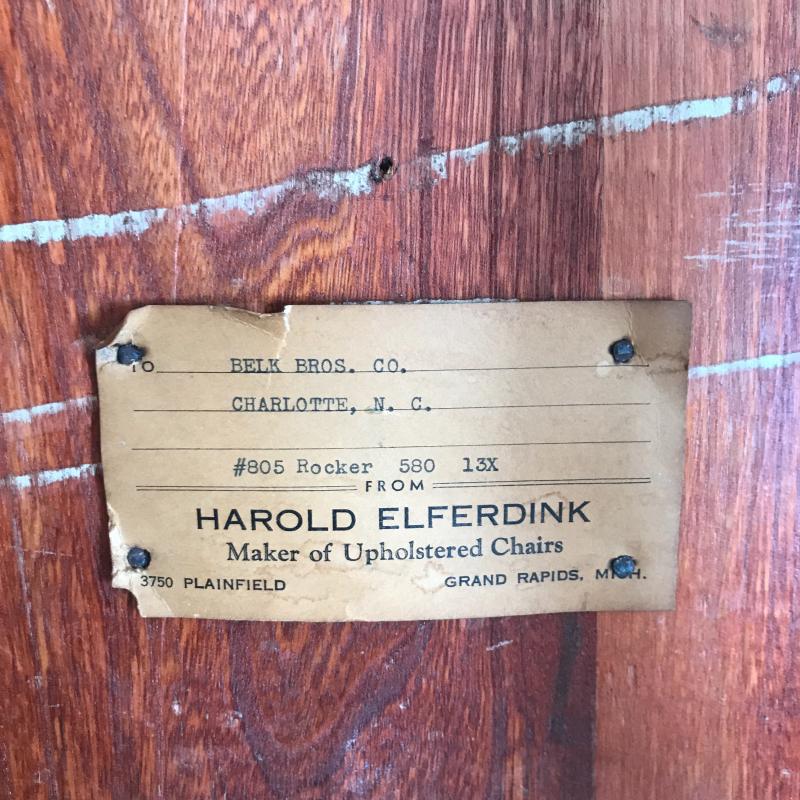 TO BELK BROS. CO.
CHARLOTTE, N. C.
#805 Rocker 580 13X
FROM
HAROLD ELFERDINK
Maker of Upholstered Chairs
3750 PLAINFIELD GRAND RAPIDS, MICH.